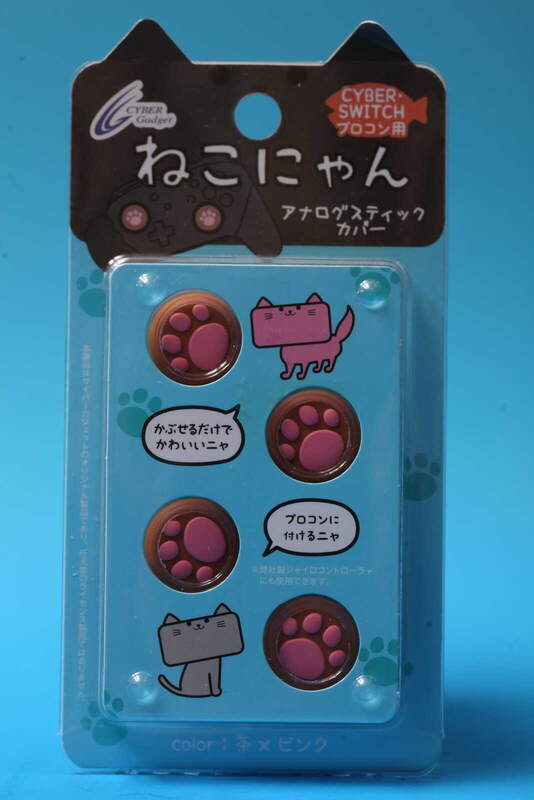 CYBER
Gadget
CYBER・
SWITCH
プロコン用
ねこにゃん
アナログスティック
カバー
かぶせるだけで
かわいいニャ
プロコンに
付けるニャ
※同社製ジャイロコントローラー
にも使用できます。
color：茶×ピンク